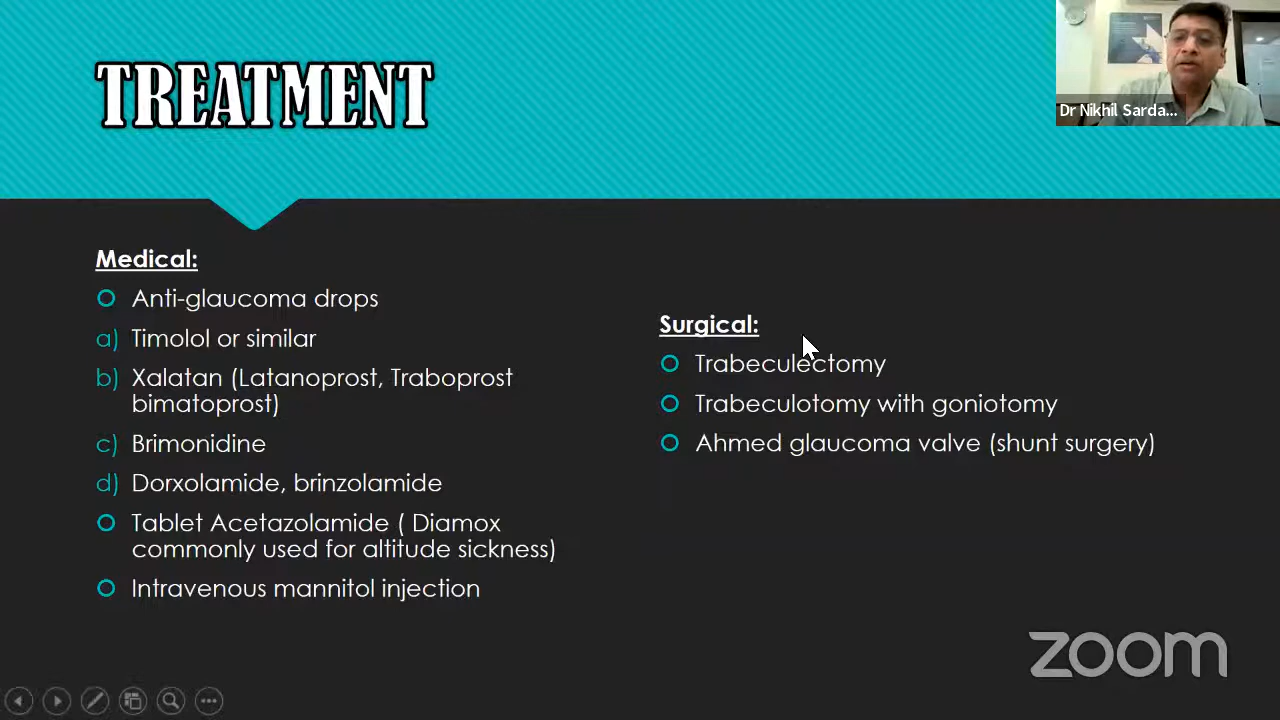 TREATMENT
Dr Nikhil Sarda...
Medical:
Anti-glaucoma drops
a) Timolol or similar
b) Xalatan (Latanoprost, Traboprost
bimatoprost)
c) Brimonidine
d) Dorxolamide, brinzolamide
Tablet Acetazolamide ( Diamox
commonly used for altitude sickness)
Intravenous mannitol injection
Surgical:
Trabeculectomy
Trabeculotomy with goniotomy
Ahmed glaucoma valve (shunt surgery)
zoom